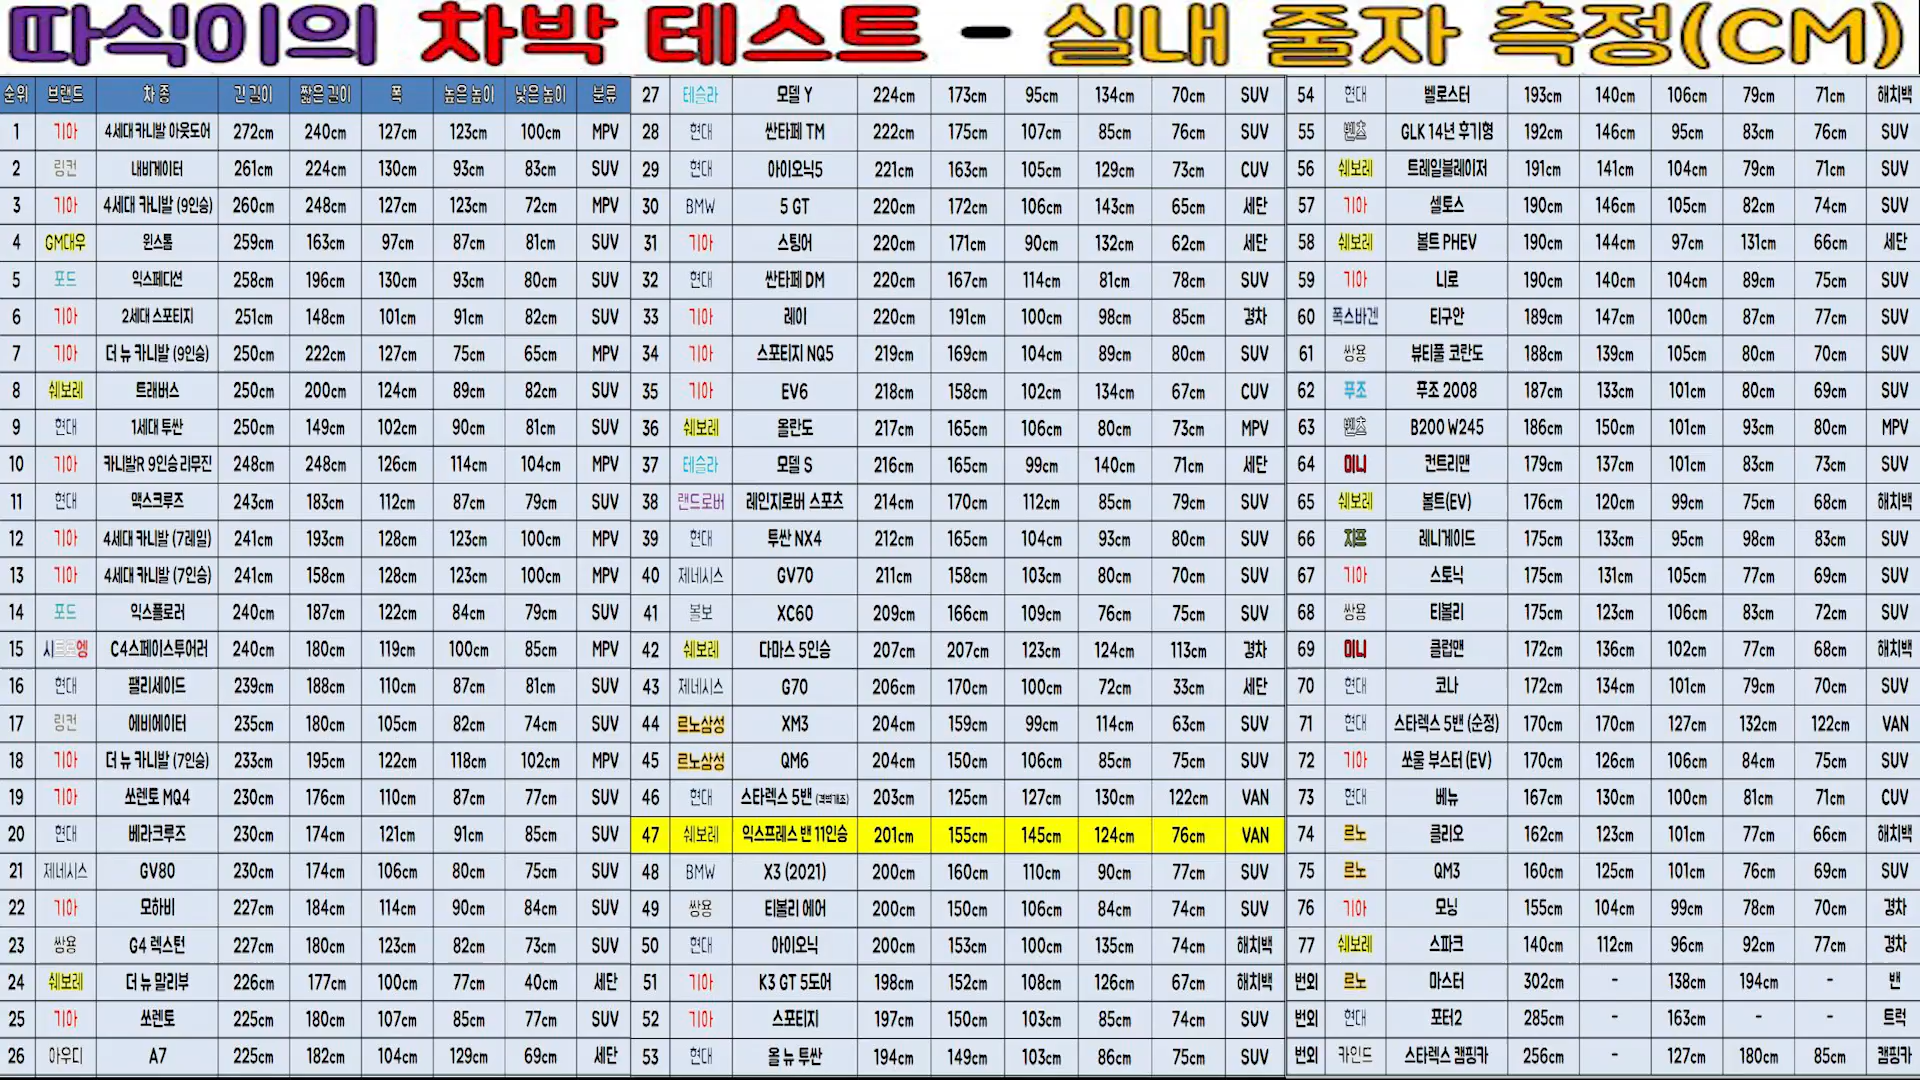 따식이의 차박 테스트 - 실내 줄자 측정(CM)
순위 브랜드 차종 긴 길이 짧은 길이 폭 높은 높이 낮은 높이 분류
1 기아 4세대 카니발 아웃도어 272cm 240cm 127cm 123cm 100cm MPV
2 링컨 내비게이터 261cm 224cm 130cm 93cm 83cm SUV
3 기아 4세대 카니발 (9인승) 260cm 248cm 127cm 123cm 72cm MPV
4 GM대우 윈스톰 259cm 163cm 97cm 87cm 81cm SUV
5 포드 익스페디션 258cm 196cm 130cm 93cm 80cm SUV
6 기아 2세대 스포티지 251cm 148cm 101cm 91cm 82cm SUV
7 기아 더 뉴 카니발 (9인승) 250cm 222cm 127cm 75cm 65cm MPV
8 쉐보레 트래버스 250cm 200cm 124cm 89cm 82cm SUV
9 현대 1세대 투싼 250cm 149cm 102cm 90cm 81cm SUV
10 기아 카니발R 9인승 리무진 248cm 248cm 126cm 114cm 104cm MPV
11 현대 맥스크루즈 243cm 183cm 112cm 87cm 79cm SUV
12 기아 4세대 카니발 (7레일) 241cm 193cm 128cm 123cm 100cm MPV
13 기아 4세대 카니발 (7인승) 241cm 158cm 128cm 123cm 100cm MPV
14 포드 익스플로러 240cm 187cm 122cm 84cm 79cm SUV
15 시트로엥 C4스페이스투어러 240cm 180cm 119cm 100cm 85cm MPV
16 현대 팰리세이드 239cm 188cm 110cm 87cm 81cm SUV
17 링컨 에비에이터 235cm 180cm 105cm 82cm 74cm SUV
18 기아 더 뉴 카니발 (7인승) 233cm 195cm 122cm 118cm 102cm MPV
19 기아 쏘렌토 MQ4 230cm 176cm 110cm 87cm 77cm SUV
20 현대 베라크루즈 230cm 174cm 121cm 91cm 85cm SUV
21 제네시스 GV80 230cm 174cm 106cm 80cm 75cm SUV
22 기아 모하비 227cm 184cm 114cm 90cm 84cm SUV
23 쌍용 G4 렉스턴 227cm 180cm 123cm 82cm 73cm SUV
24 쉐보레 더 뉴 말리부 226cm 177cm 100cm 77cm 40cm 세단
25 기아 쏘렌토 225cm 180cm 107cm 85cm 77cm SUV
26 아우디 A7 225cm 182cm 104cm 129cm 69cm 세단
27 테슬라 모델 Y 224cm 173cm 95cm 134cm 70cm SUV
28 현대 싼타페 TM 222cm 175cm 107cm 85cm 76cm SUV
29 현대 아이오닉5 221cm 163cm 105cm 129cm 73cm CUV
30 BMW 5 GT 220cm 172cm 106cm 143cm 65cm 세단
31 기아 스팅어 220cm 171cm 90cm 132cm 62cm 세단
32 현대 싼타페 DM 220cm 167cm 114cm 81cm 78cm SUV
33 기아 레이 220cm 191cm 100cm 98cm 85cm 경차
34 기아 스포티지 NQ5 219cm 169cm 104cm 89cm 80cm SUV
35 기아 EV6 218cm 158cm 102cm 134cm 67cm CUV
36 쉐보레 올란도 217cm 165cm 106cm 80cm 73cm MPV
37 테슬라 모델 S 216cm 165cm 99cm 140cm 71cm 세단
38 랜드로버 레인지로버 스포츠 214cm 170cm 112cm 85cm 79cm SUV
39 현대 투싼 NX4 212cm 165cm 104cm 93cm 80cm SUV
40 제네시스 GV70 211cm 158cm 103cm 80cm 70cm SUV
41 볼보 XC60 209cm 166cm 109cm 76cm 75cm SUV
42 쉐보레 다마스 5인승 207cm 207cm 123cm 124cm 113cm 경차
43 제네시스 G70 206cm 170cm 100cm 72cm 33cm 세단
44 르노삼성 XM3 204cm 159cm 99cm 114cm 63cm SUV
45 르노삼성 QM6 204cm 150cm 106cm 85cm 75cm SUV
46 현대 스타렉스 5밴 (격벽개조) 203cm 125cm 127cm 130cm 122cm VAN
47 쉐보레 익스프레스 밴 11인승 201cm 155cm 145cm 124cm 76cm VAN
48 BMW X3 (2021) 200cm 160cm 110cm 90cm 77cm SUV
49 쌍용 티볼리 에어 200cm 150cm 106cm 84cm 74cm SUV
50 현대 아이오닉 200cm 153cm 100cm 135cm 74cm 해치백
51 기아 K3 GT 5도어 198cm 152cm 108cm 126cm 67cm 해치백
52 기아 스포티지 197cm 150cm 103cm 85cm 74cm SUV
53 현대 올 뉴 투싼 194cm 149cm 103cm 86cm 75cm SUV
54 현대 벨로스터 193cm 140cm 106cm 79cm 71cm 해치백
55 벤츠 GLK 14년 후기형 192cm 146cm 95cm 83cm 76cm SUV
56 쉐보레 트레일블레이저 191cm 141cm 104cm 79cm 71cm SUV
57 기아 셀토스 190cm 146cm 105cm 82cm 74cm SUV
58 쉐보레 볼트 PHEV 190cm 144cm 97cm 131cm 66cm 세단
59 기아 니로 190cm 140cm 104cm 89cm 75cm SUV
60 폭스바겐 티구안 189cm 147cm 100cm 87cm 77cm SUV
61 쌍용 뷰티풀 코란도 188cm 139cm 105cm 80cm 70cm SUV
62 푸조 푸조 2008 187cm 133cm 101cm 80cm 69cm SUV
63 벤츠 B200 W245 186cm 150cm 101cm 93cm 80cm MPV
64 미니 컨트리맨 179cm 137cm 101cm 83cm 73cm SUV
65 쉐보레 볼트(EV) 176cm 120cm 99cm 75cm 68cm 해치백
66 지프 레니게이드 175cm 133cm 95cm 98cm 83cm SUV
67 기아 스토닉 175cm 131cm 105cm 77cm 69cm SUV
68 쌍용 티볼리 175cm 123cm 106cm 83cm 72cm SUV
69 미니 클럽맨 172cm 136cm 102cm 77cm 68cm 해치백
70 현대 코나 172cm 134cm 101cm 79cm 70cm SUV
71 현대 스타렉스 5밴 (순정) 170cm 170cm 127cm 132cm 122cm VAN
72 기아 쏘울 부스터 (EV) 170cm 126cm 106cm 84cm 75cm SUV
73 현대 베뉴 167cm 130cm 100cm 81cm 71cm CUV
74 르노 클리오 162cm 123cm 101cm 77cm 66cm 해치백
75 르노 QM3 160cm 125cm 101cm 76cm 69cm SUV
76 기아 모닝 155cm 104cm 99cm 78cm 70cm 경차
77 쉐보레 스파크 140cm 112cm 96cm 92cm 77cm 경차
번외 르노 마스터 302cm - 138cm 194cm - 밴
번외 현대 포터2 285cm - 163cm - - 트럭
번외 카인드 스타렉스 캠핑카 256cm - 127cm 180cm 85cm 캠핑카